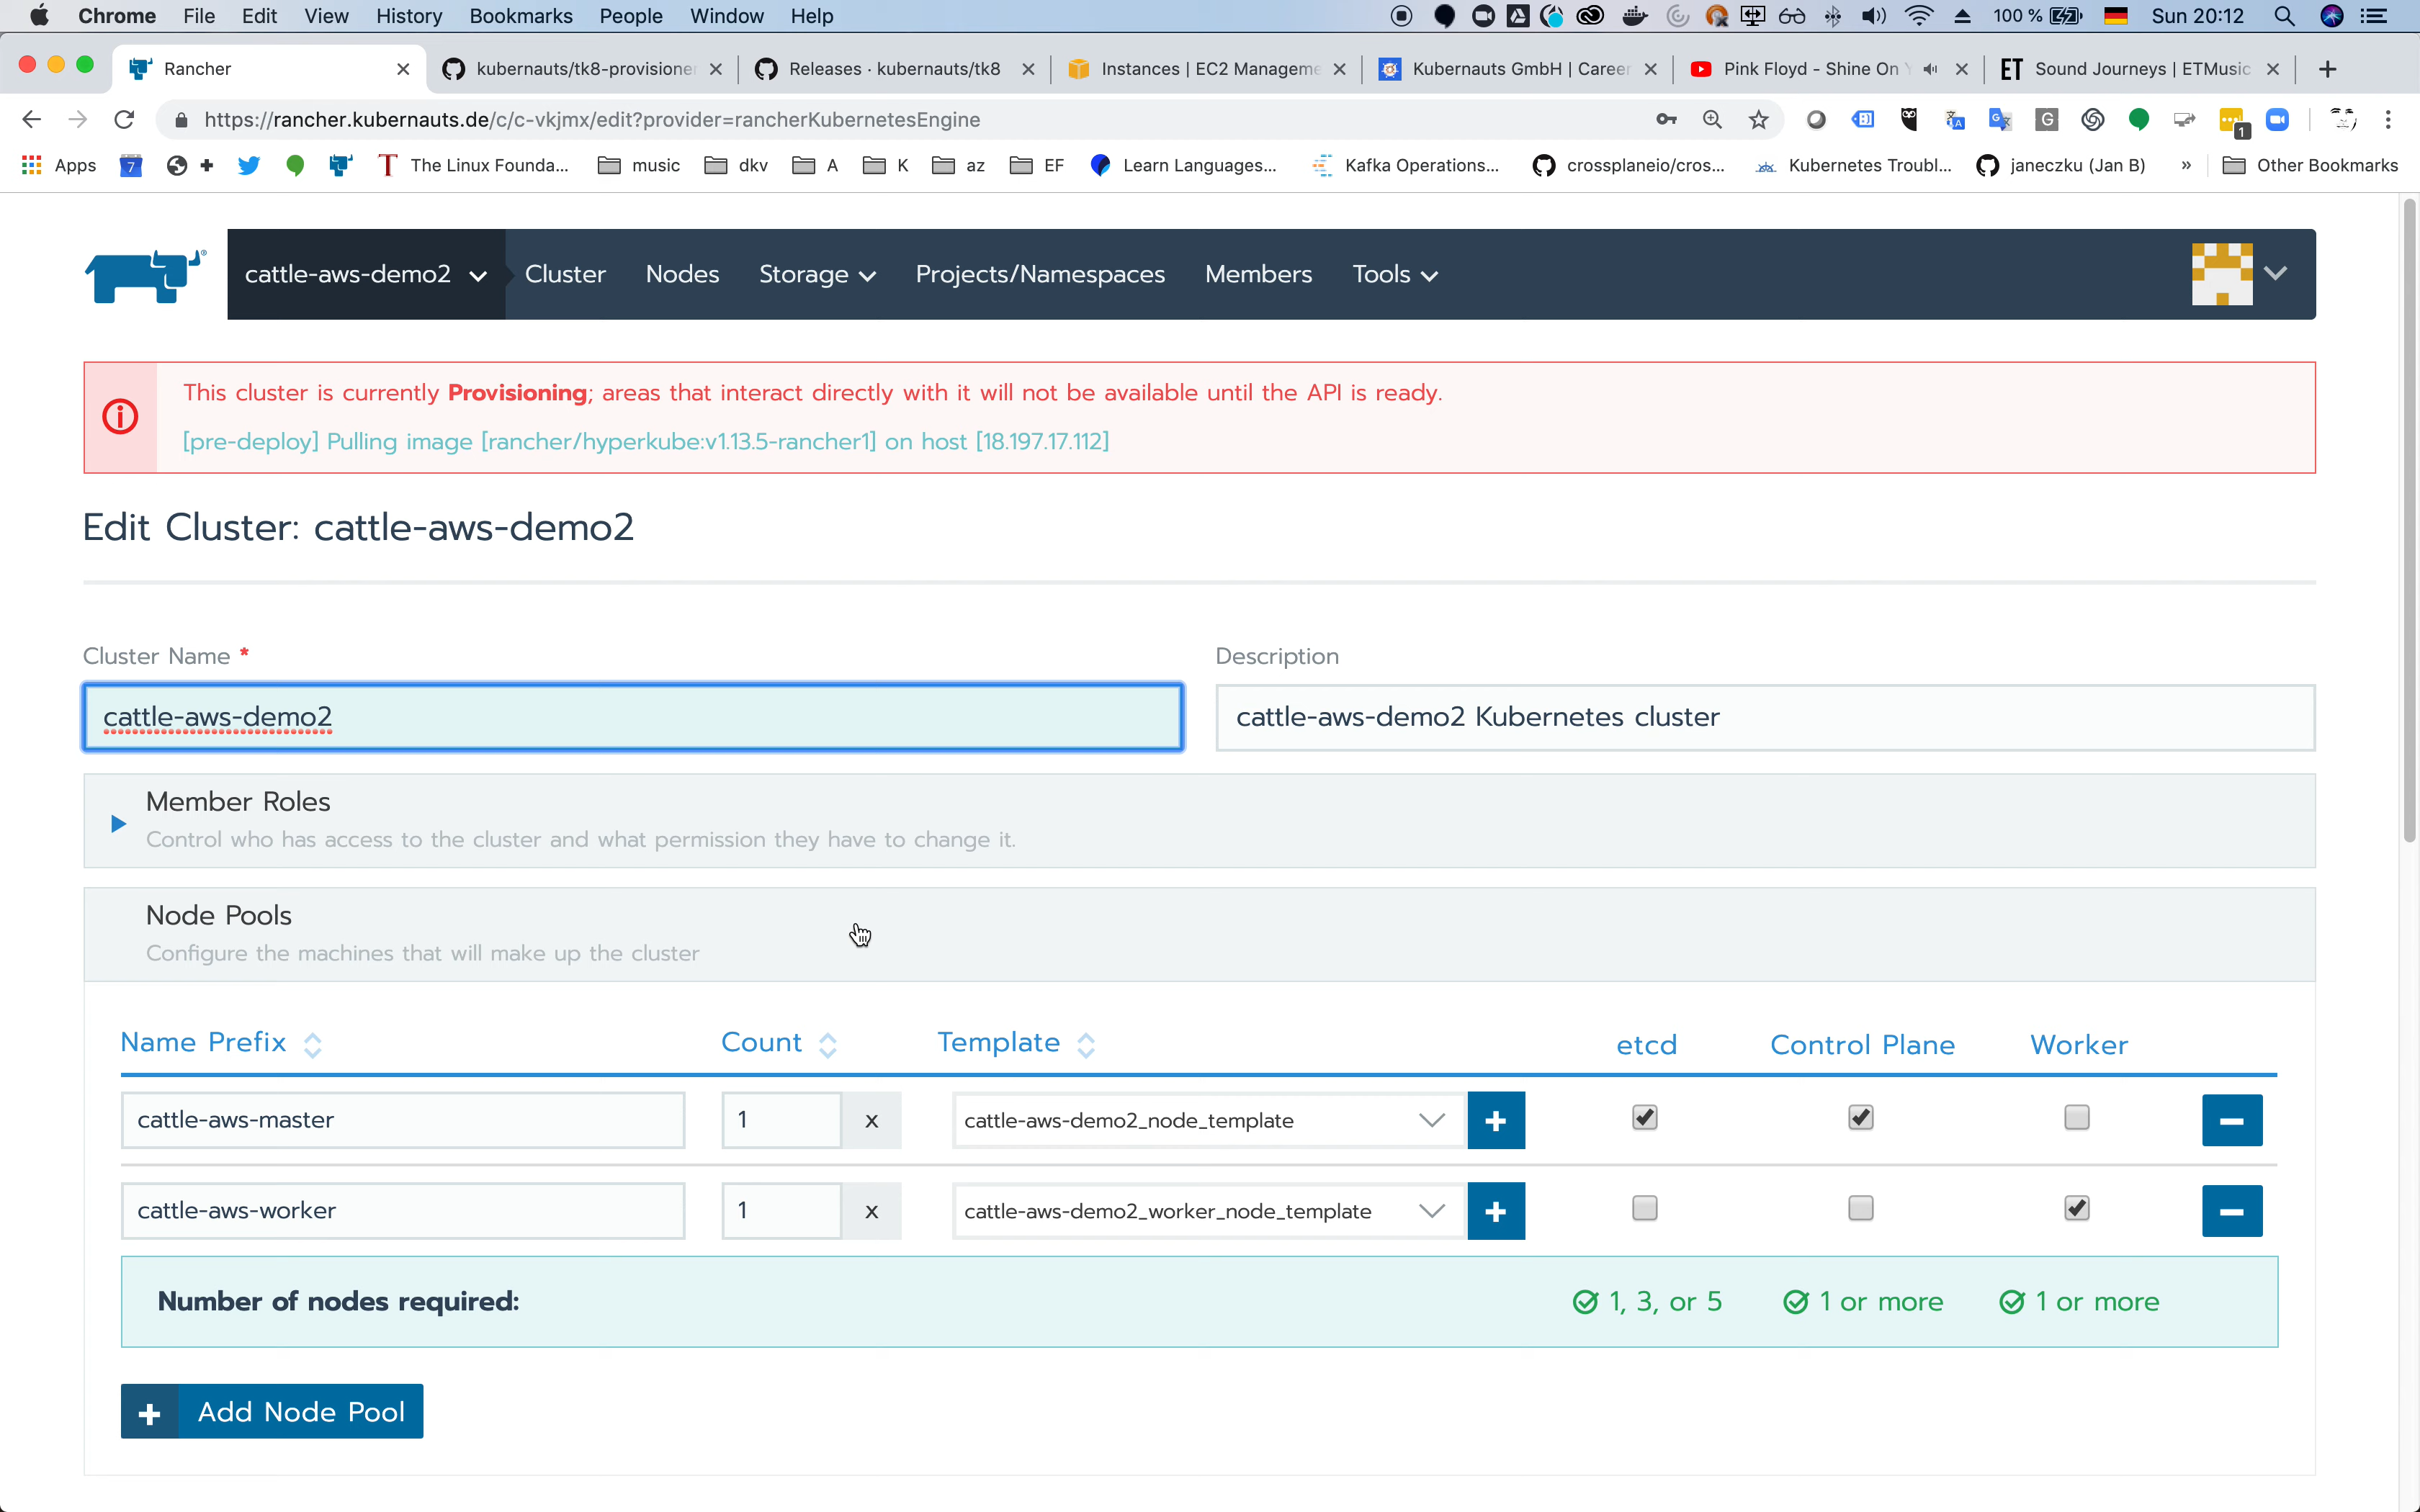 Chrome File Edit View History Bookmarks People Window Help 100 % Sun 20:12
Rancher kubernauts/tk8-provisioner Releases · kubernauts/tk8 Instances | EC2 Manageme Kubernauts GmbH | Career Pink Floyd - Shine On Y ET Sound Journeys | ETMusic
https://rancher.kubernauts.de/c/c-vkjmx/edit?provider=rancherKubernetesEngine
Apps 7 The Linux Founda... music dkv A K az EF Learn Languages... Kafka Operations... crossplaneio/cros... Kubernetes Troubl... janeczku (Jan B) » Other Bookmarks
cattle-aws-demo2 Cluster Nodes Storage Projects/Namespaces Members Tools
This cluster is currently Provisioning; areas that interact directly with it will not be available until the API is ready.
[pre-deploy] Pulling image [rancher/hyperkube:v1.13.5-rancher1] on host [18.197.17.112]
Edit Cluster: cattle-aws-demo2
Cluster Name * Description
cattle-aws-demo2 cattle-aws-demo2 Kubernetes cluster
Member Roles
Control who has access to the cluster and what permission they have to change it.
Node Pools
Configure the machines that will make up the cluster
Name Prefix Count Template etcd Control Plane Worker
cattle-aws-master 1 x cattle-aws-demo2_node_template
cattle-aws-worker 1 x cattle-aws-demo2_worker_node_template
Number of nodes required: 1, 3, or 5 1 or more 1 or more
+ Add Node Pool